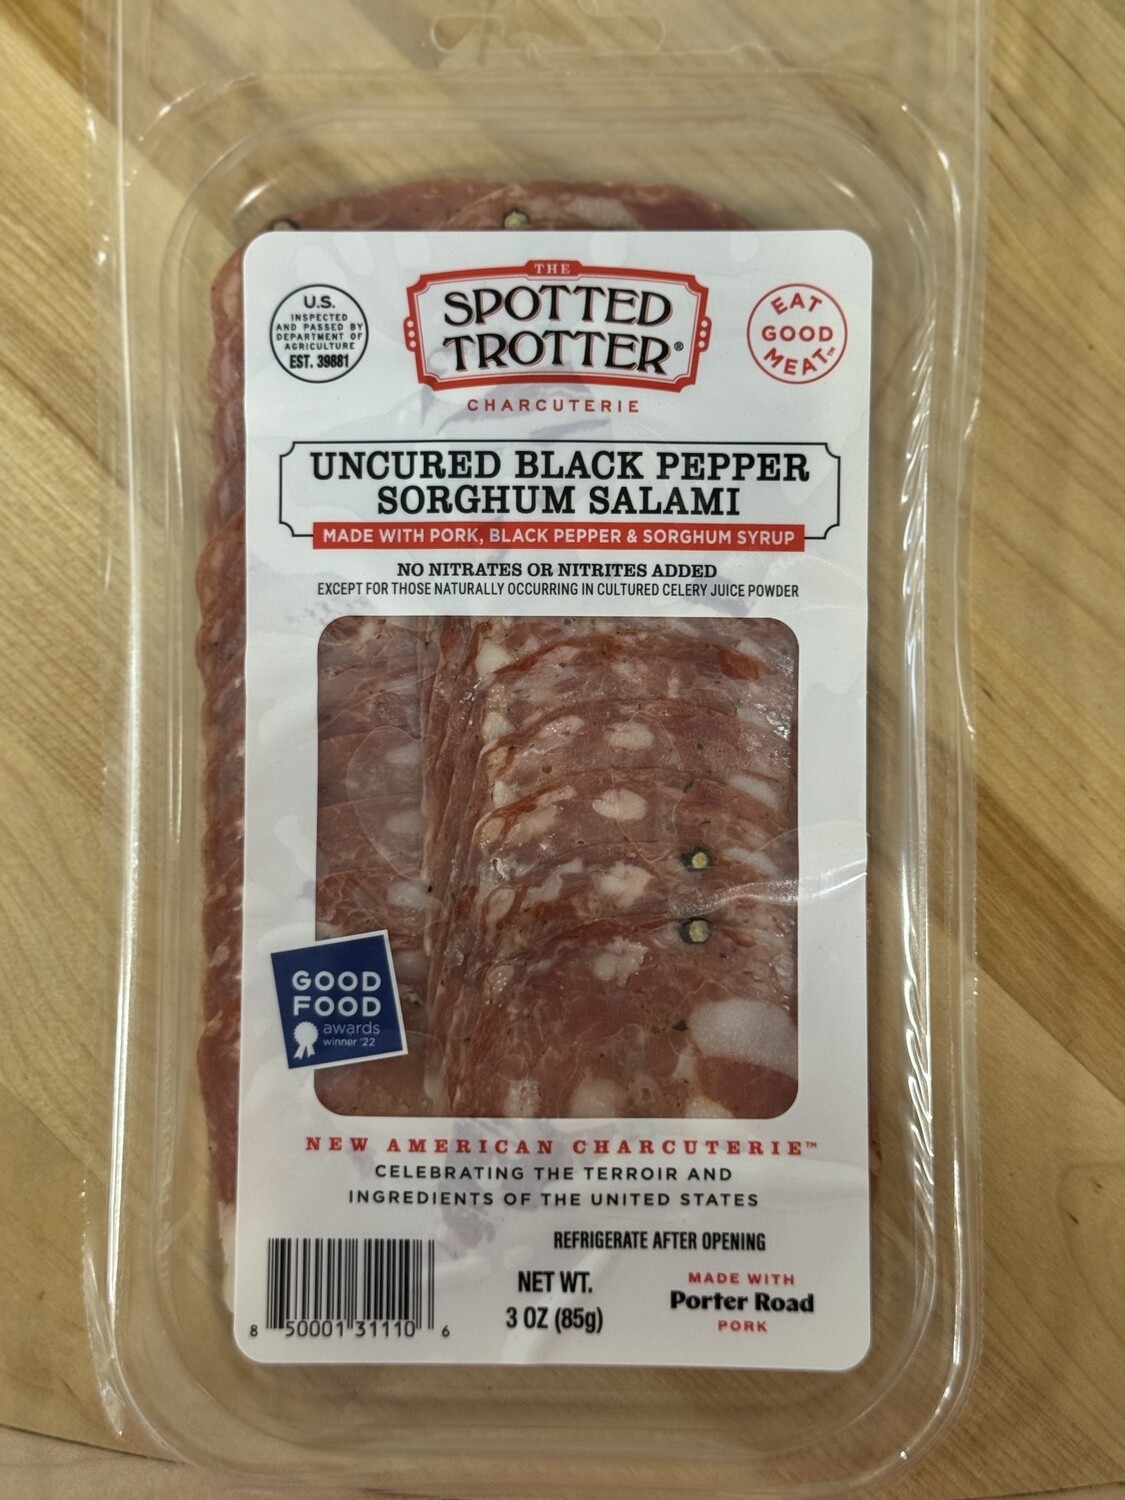 THE
SPOTTED
TROTTER®
CHARCUTERIE
U.S.
INSPECTED
AND PASSED BY
DEPARTMENT OF
AGRICULTURE
EST. 39881
EAT
GOOD
MEAT™
UNCURED BLACK PEPPER
SORGHUM SALAMI
MADE WITH PORK, BLACK PEPPER & SORGHUM SYRUP
NO NITRATES OR NITRITES ADDED
EXCEPT FOR THOSE NATURALLY OCCURRING IN CULTURED CELERY JUICE POWDER
GOOD
FOOD
awards
winner '22
NEW AMERICAN CHARCUTERIE™
CELEBRATING THE TERROIR AND
INGREDIENTS OF THE UNITED STATES
REFRIGERATE AFTER OPENING
NET WT.
3 OZ (85g)
MADE WITH
Porter Road
PORK
8 50001 31110 6